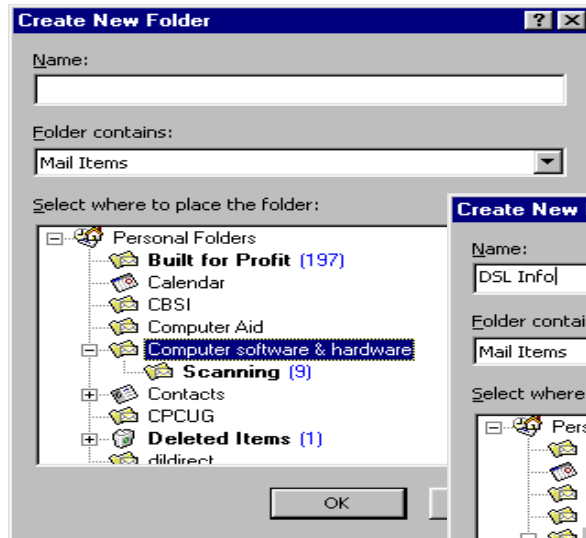 Create New Folder
Name:
Folder contains:
Mail Items
Select where to place the folder:
Personal Folders
Built for Profit (197)
Calendar
CBSI
Computer Aid
Computer software & hardware
Scanning (9)
Contacts
CPCUG
Deleted Items (1)
dildirect
OK
Create New
Name:
DSL Info
Folder contai
Mail Items
Select where
Pers